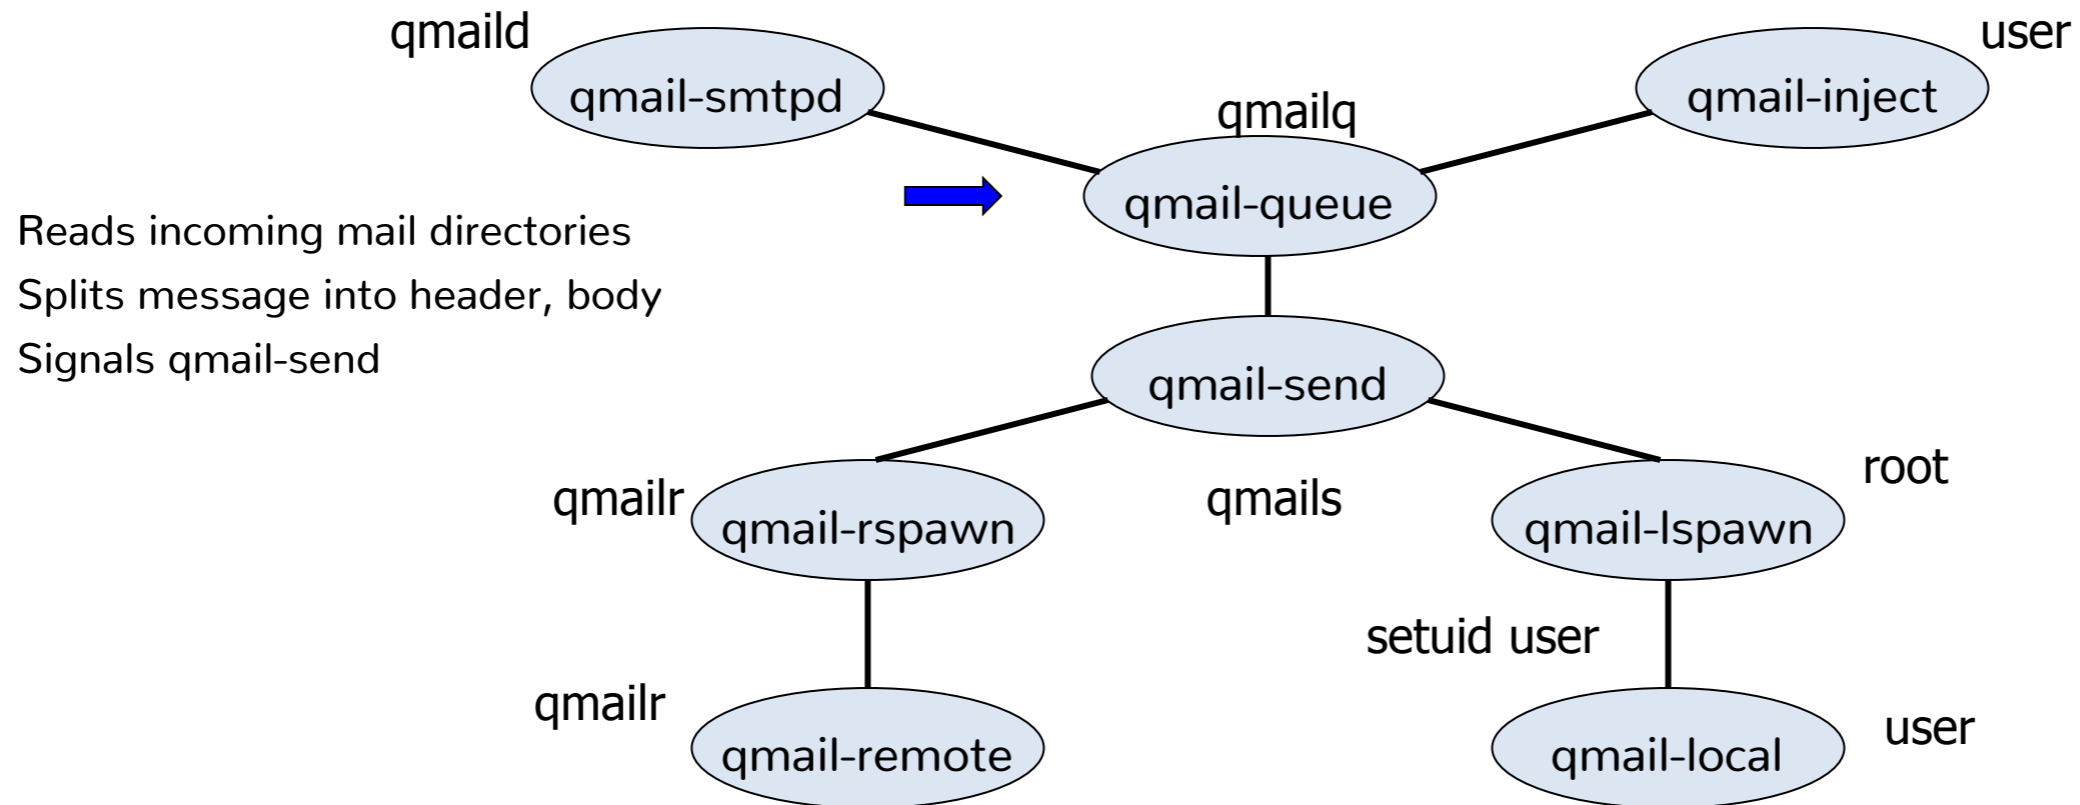 qmaild
user
qmail-smtpd
qmail-inject
qmailq
qmail-queue
Reads incoming mail directories
Splits message into header, body
Signals qmail-send
qmail-send
root
qmailr
qmails
qmail-rspawn
qmail-lspawn
setuid user
qmailr
user
qmail-remote
qmail-local